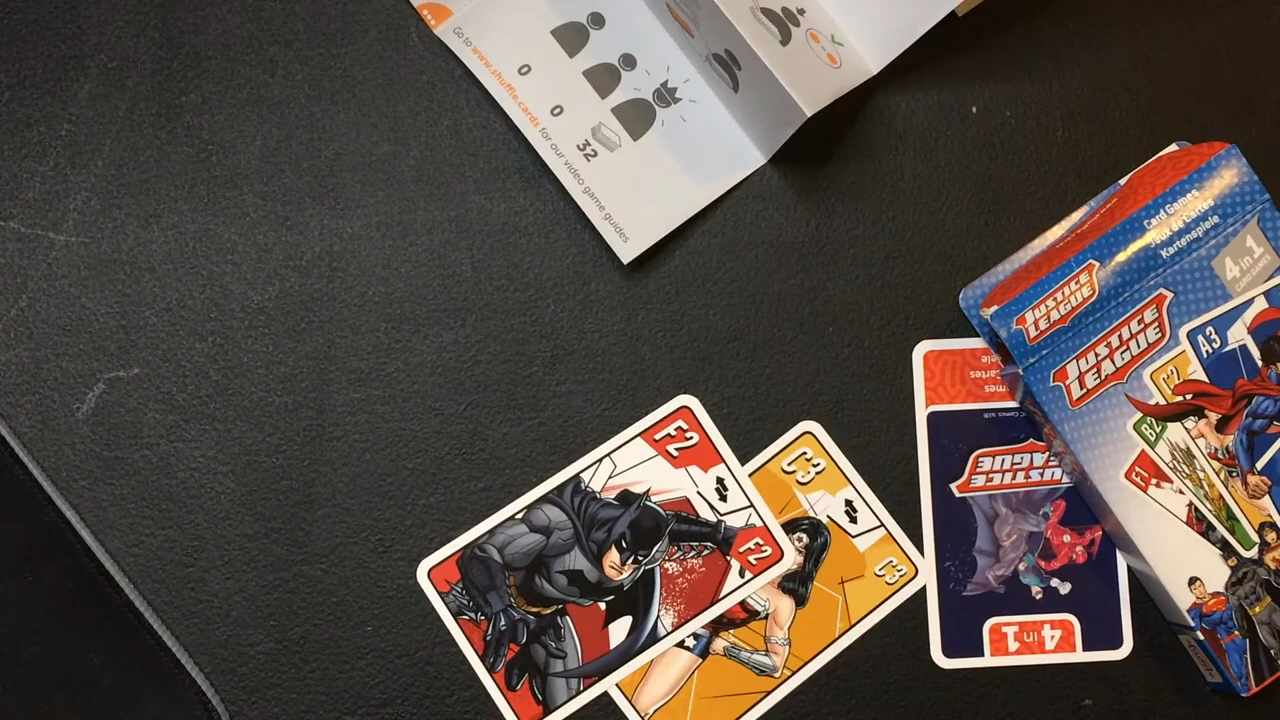 Go to www.shuffle.cards for our video game guides
0
0
32
Card Games
Jeux de Cartes
Kartenspiele
4 in 1
CARD GAMES
JUSTICE
LEAGUE
JUSTICE
LEAGUE
A3
C2
B2
F2
F2
C3
C3
JUSTICE
LEAGUE
4 in 1